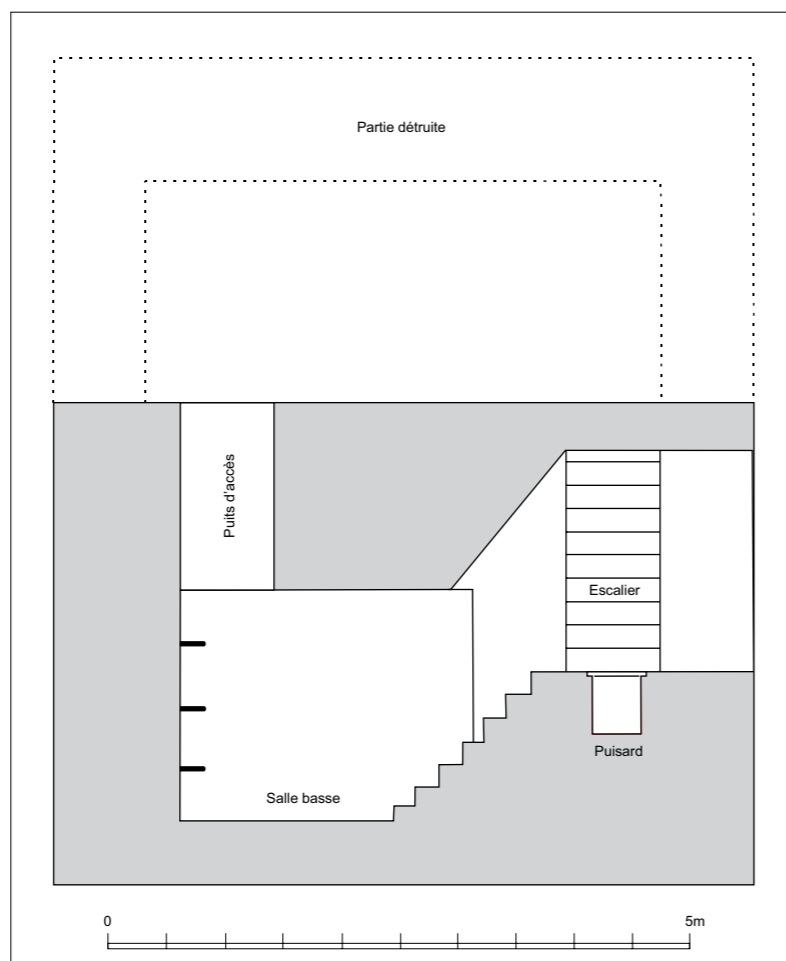 Partie détruite
Puits d'accès
Escalier
Puisard
Salle basse
0
5m